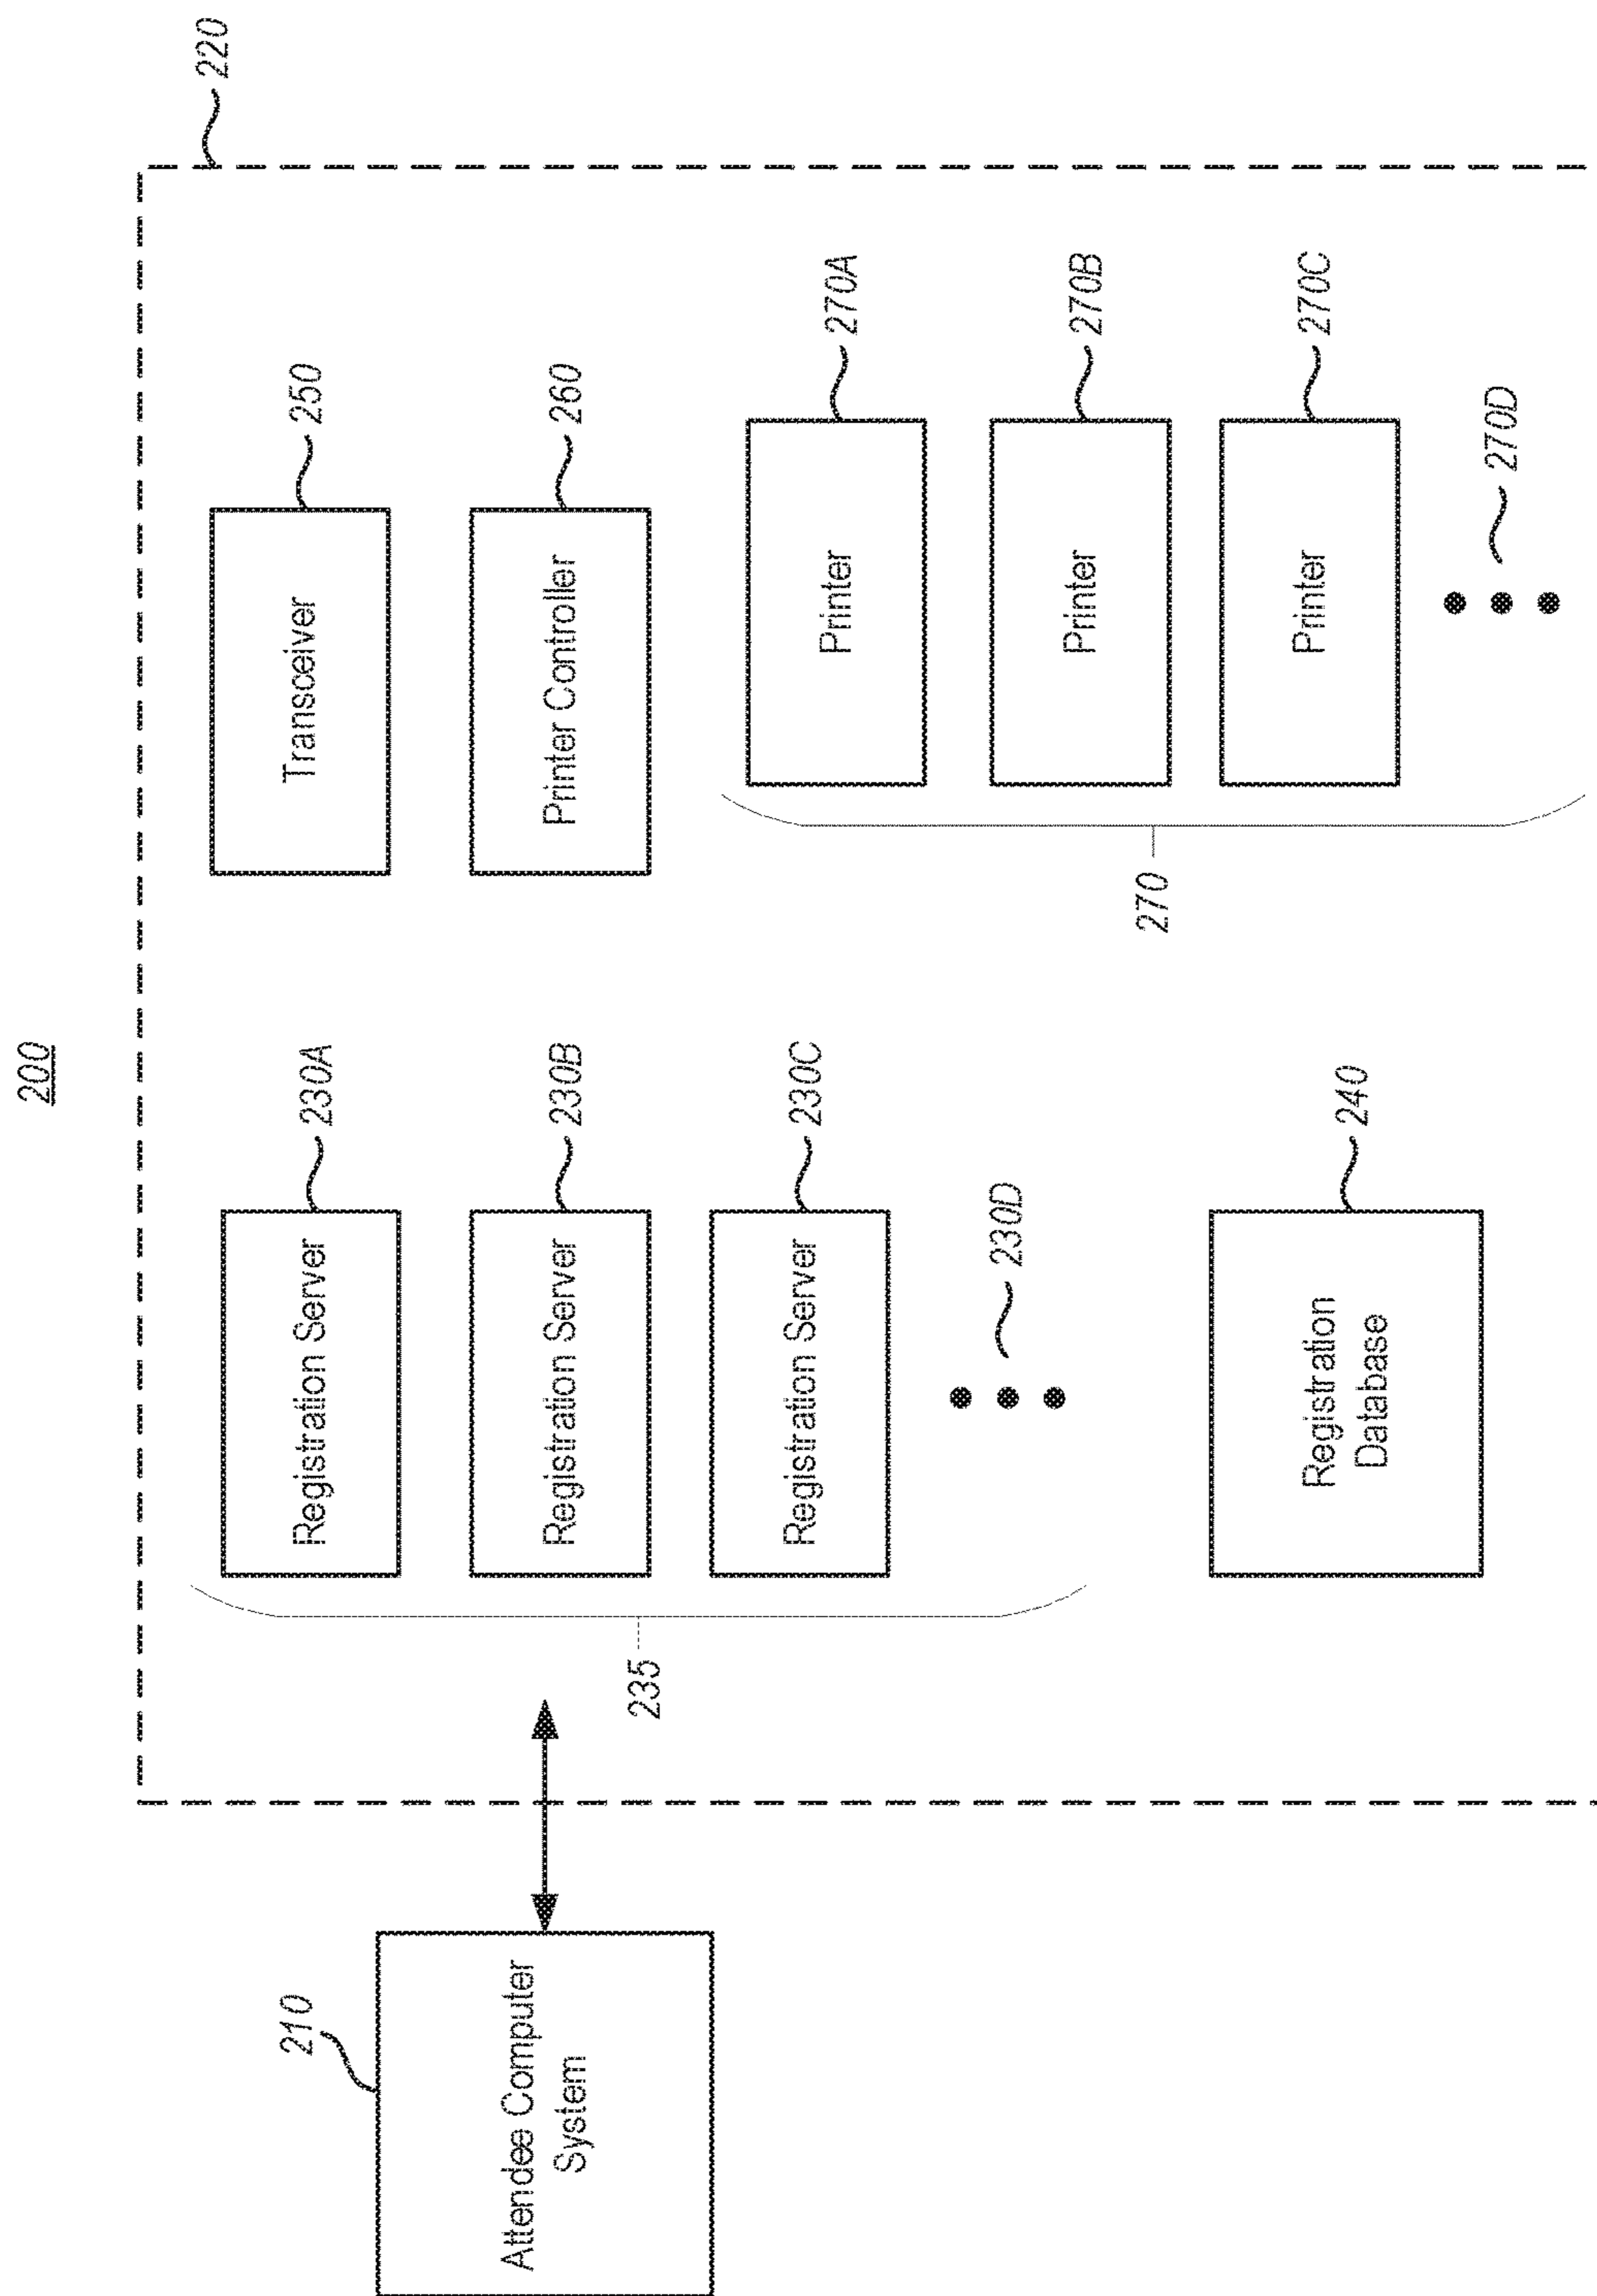 200
220
210
Attendee Computer
System
235
Registration Server
230A
Registration Server
230B
Registration Server
230C
230D
Registration
Database
240
Transceiver
250
Printer Controller
260
270
Printer
270A
Printer
270B
Printer
270C
270D